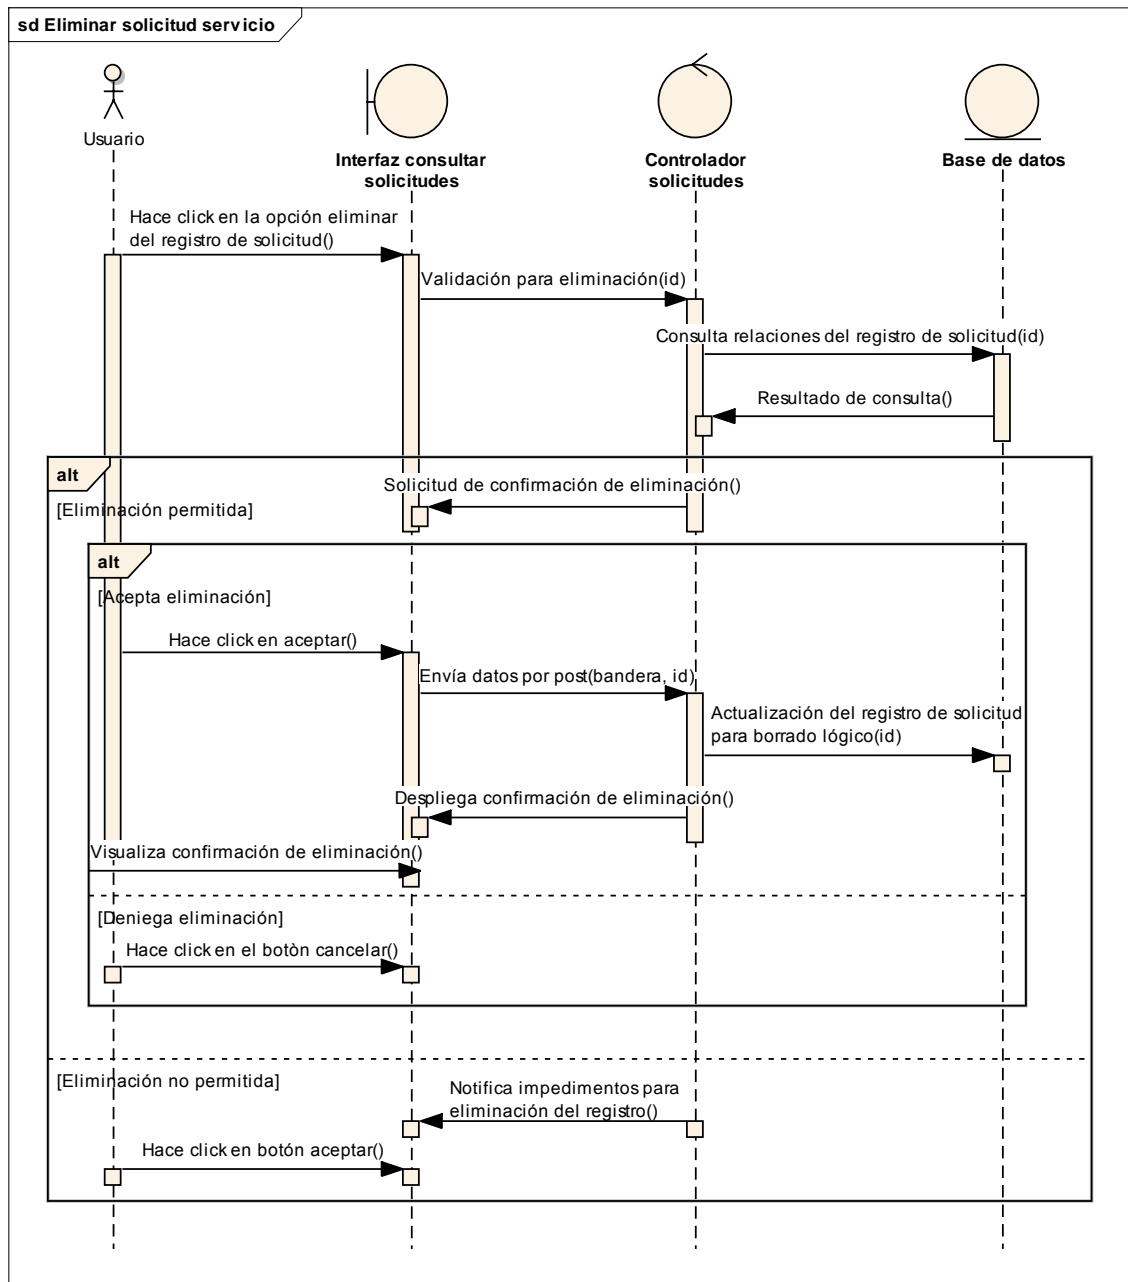 sd Eliminar solicitud servicio
Usuario
Interfaz consultar
solicitudes
Controlador
solicitudes
Base de datos
Hace click en la opción eliminar
del registro de solicitud()
Validación para eliminación(id)
Consulta relaciones del registro de solicitud(id)
Resultado de consulta()
alt
Solicitud de confirmación de eliminación()
[Eliminación permitida]
alt
[Acepta eliminación]
Hace click en aceptar()
Envía datos por post(bandera, id)
Actualización del registro de solicitud
para borrado lógico(id)
Despliega confirmación de eliminación()
Visualiza confirmación de eliminación()
[Deniega eliminación]
Hace click en el botòn cancelar()
[Eliminación no permitida]
Notifica impedimentos para
eliminación del registro()
Hace click en botón aceptar()